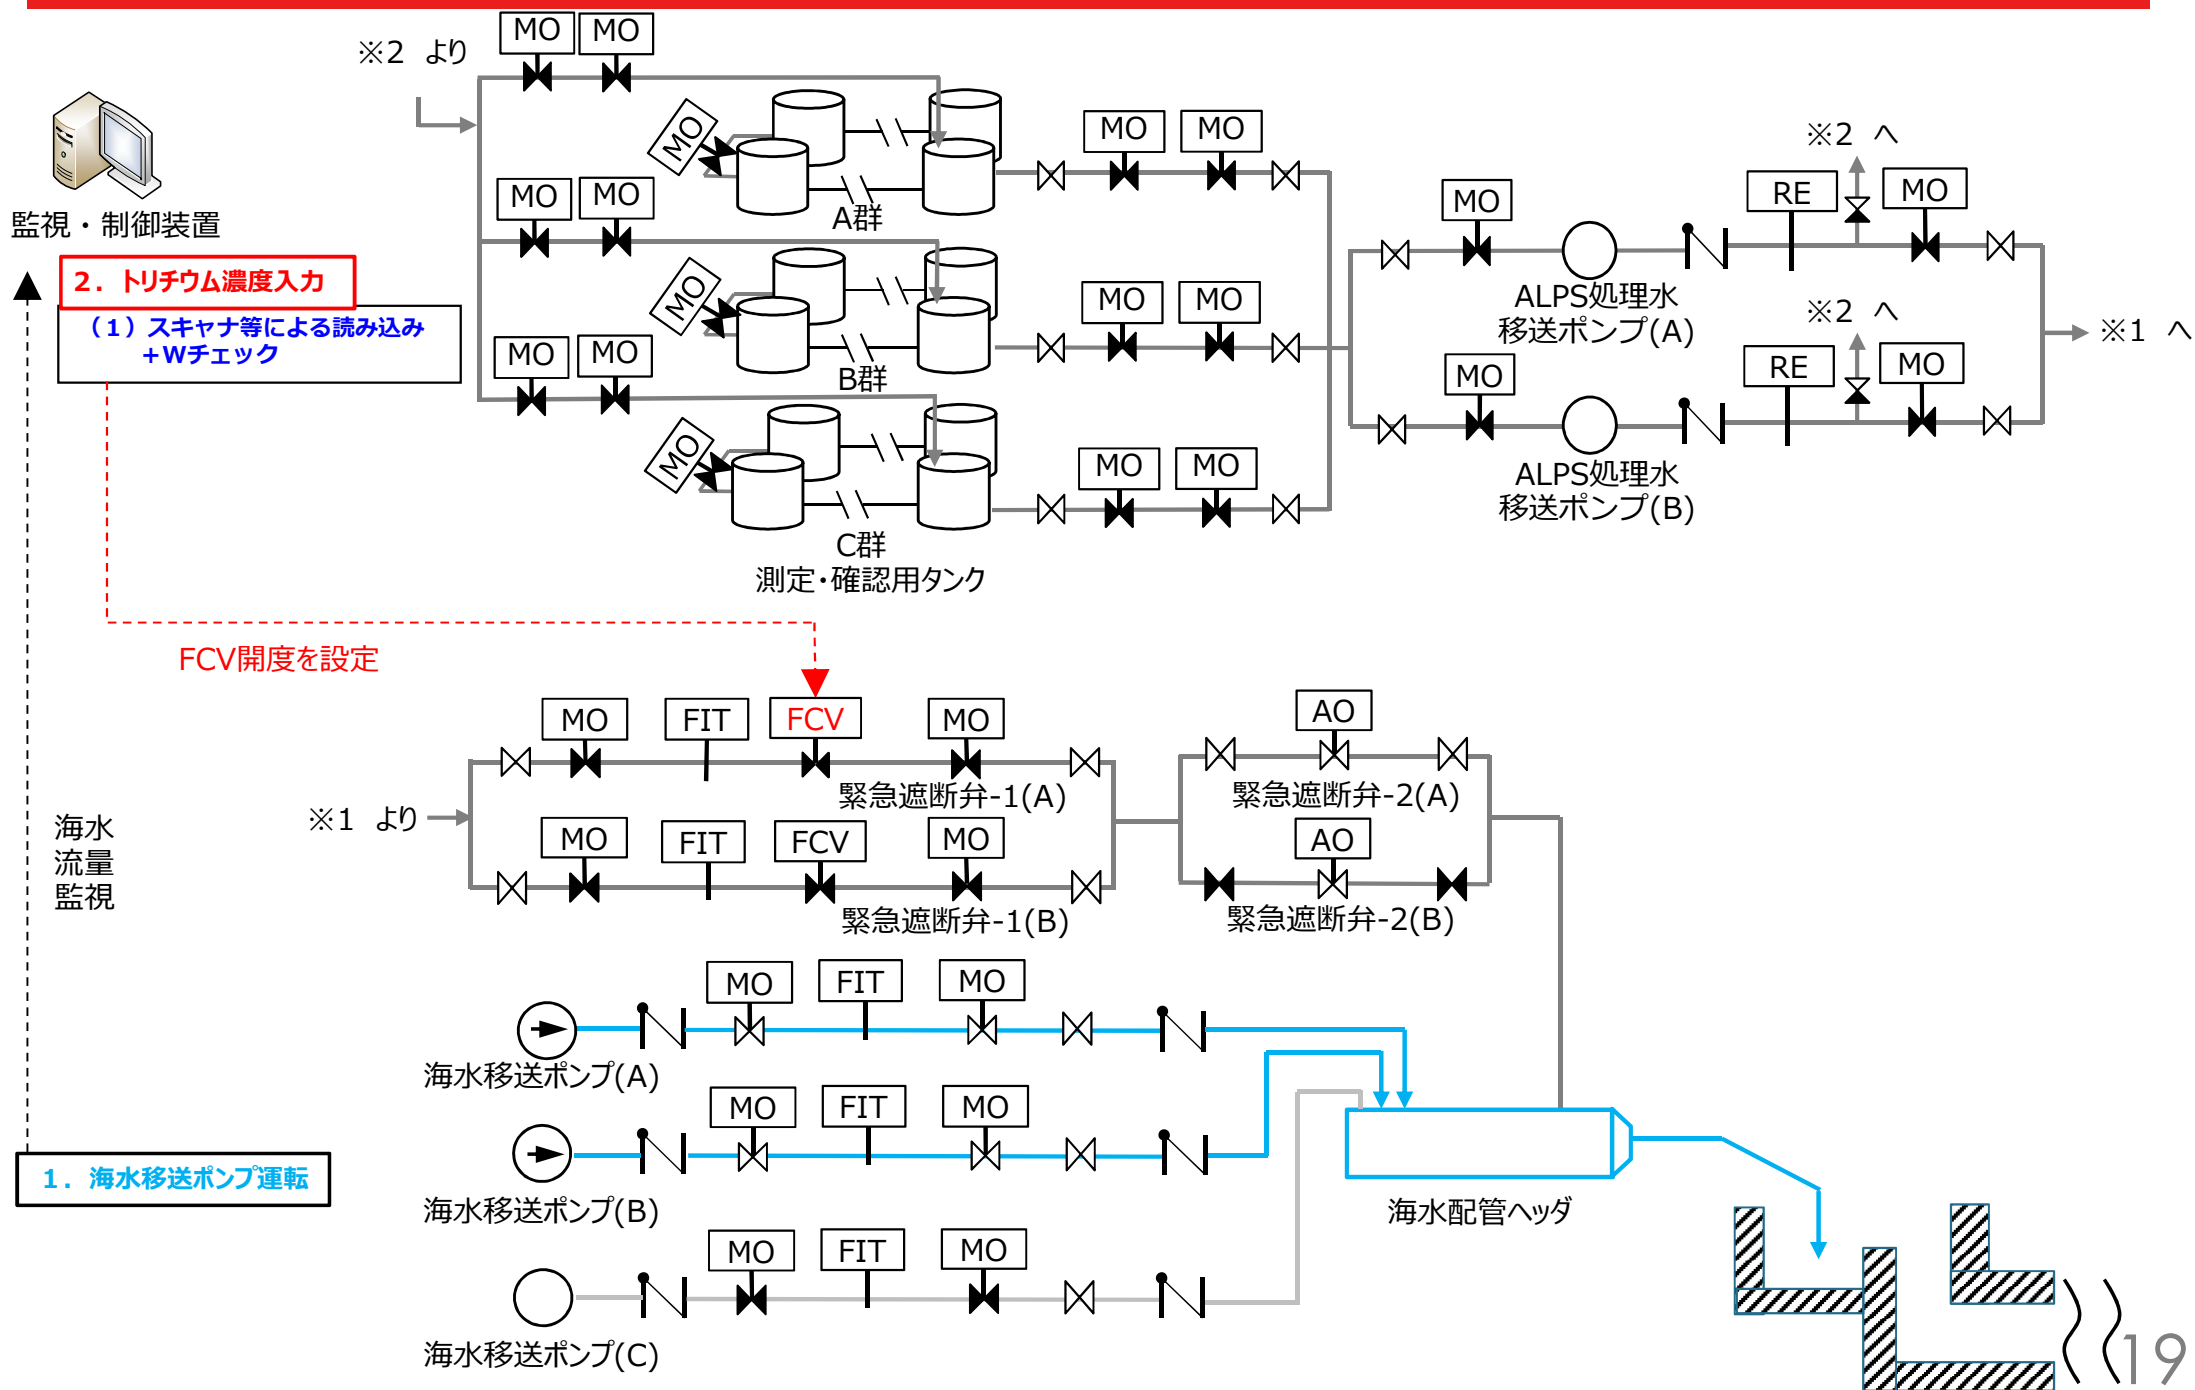 MO MO
※2 より
MO
MO MO
※2 へ
MO RE MO
MO MO
A群
監視・制御装置
2. トリチウム濃度入力
(1)スキャナ等による読み込み
+Wチェック
MO
MO MO
ALPS処理水
移送ポンプ(A)
※2 へ
※1 へ
MO MO
B群
MO RE MO
MO
MO MO
ALPS処理水
移送ポンプ(B)
C群
測定・確認用タンク
FCV開度を設定
MO FIT FCV MO
AO
緊急遮断弁-1(A)
緊急遮断弁-2(A)
※1 より
MO FIT FCV MO
AO
緊急遮断弁-1(B)
緊急遮断弁-2(B)
海水
流量
監視
MO FIT MO
海水移送ポンプ(A)
MO FIT MO
1. 海水移送ポンプ運転
海水移送ポンプ(B)
海水配管ヘッダ
MO FIT MO
海水移送ポンプ(C)
19